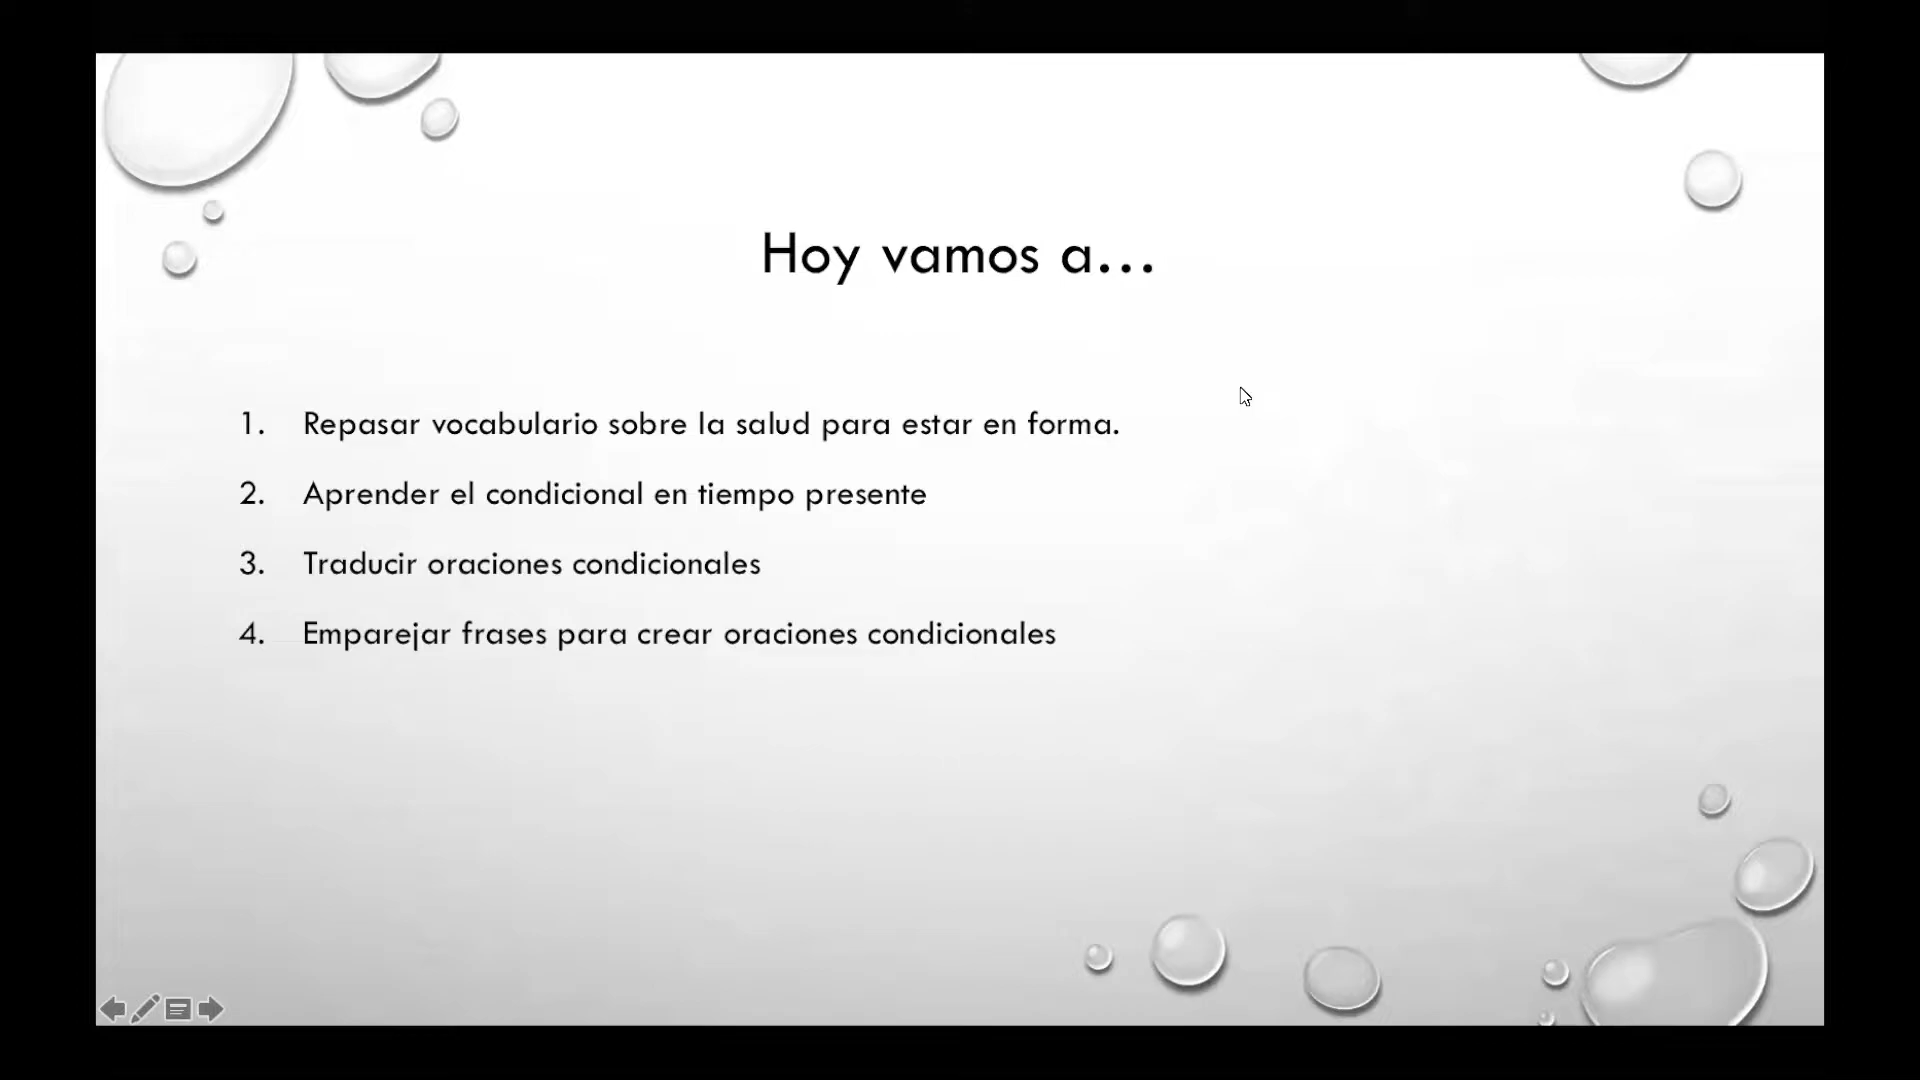 Hoy vamos a...
1. Repasar vocabulario sobre la salud para estar en forma.
2. Aprender el condicional en tiempo presente
3. Traducir oraciones condicionales
4. Emparejar frases para crear oraciones condicionales